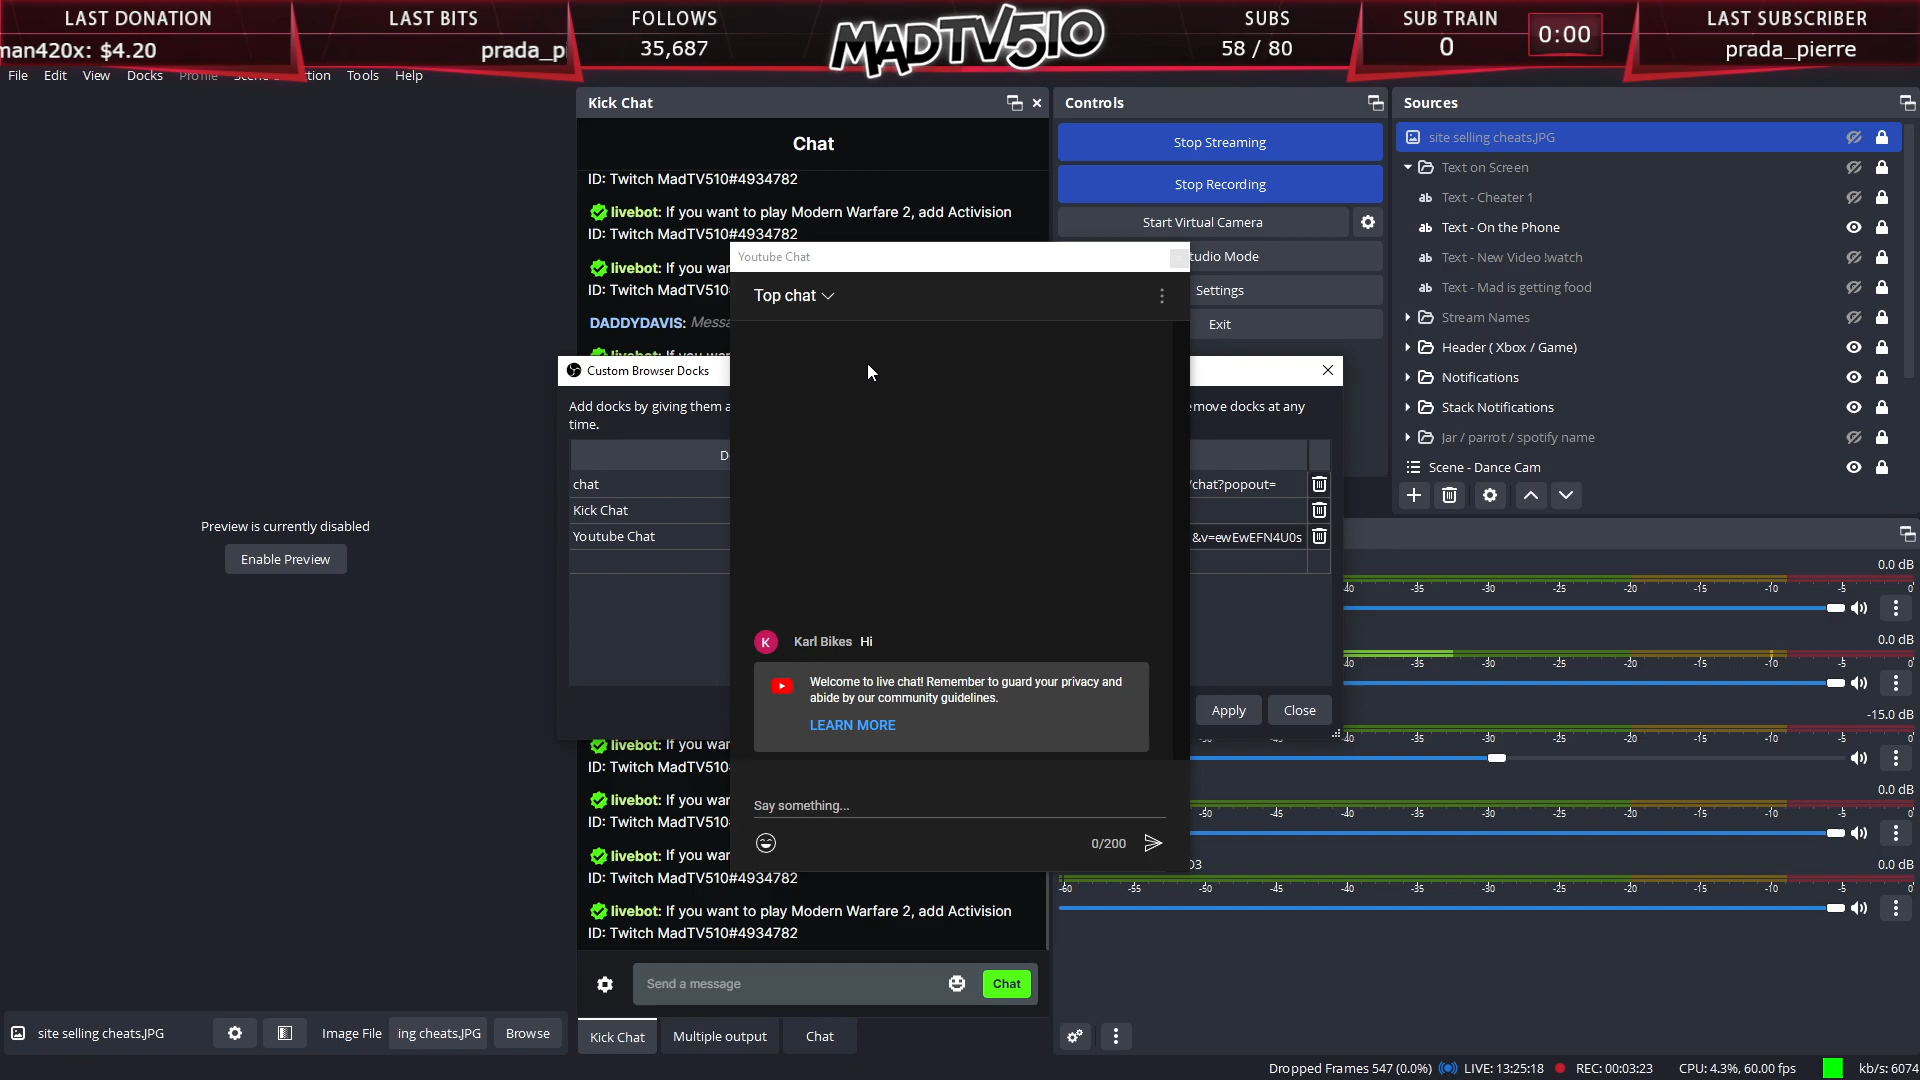 LAST DONATION
man420x: $4.20
LAST BITS
prada_p
FOLLOWS
35,687
MADTV510
SUBS
58 / 80
SUB TRAIN
0
0:00
LAST SUBSCRIBER
prada_pierre
File Edit View Docks Profile Tools Help
Kick Chat
Chat
ID: Twitch MadTV510#4934782
livebot: If you want to play Modern Warfare 2, add Activision
ID: Twitch MadTV510#4934782
livebot: If you wan
ID: Twitch MadTV510
DADDYDAVIS: Messa
Controls
Stop Streaming
Stop Recording
Start Virtual Camera
tudio Mode
Settings
Exit
Sources
site selling cheats.JPG
Text on Screen
Text - Cheater 1
Text - On the Phone
Text - New Video !watch
Text - Mad is getting food
Stream Names
Header ( Xbox / Game)
Notifications
Stack Notifications
Jar / parrot / spotify name
Scene - Dance Cam
Youtube Chat
Top chat
Karl Bikes Hi
Welcome to live chat! Remember to guard your privacy and
abide by our community guidelines.
LEARN MORE
Say something...
0/200
Custom Browser Docks
Add docks by giving them a
move docks at any
time.
D
chat
/chat?popout=
Kick Chat
Youtube Chat
&v=ewEwEFN4U0s
Apply
Close
Preview is currently disabled
Enable Preview
livebot: If you wan
ID: Twitch MadTV510
livebot: If you wan
ID: Twitch MadTV510
livebot: If you wan
ID: Twitch MadTV510#4934782
livebot: If you want to play Modern Warfare 2, add Activision
ID: Twitch MadTV510#4934782
Send a message
Chat
Kick Chat
Multiple output
Chat
0.0 dB
-35 -30 -25 -20 -15 -10 -5 0
0.0 dB
-35 -30 -25 -20 -15 -10 -5 0
-15.0 dB
-35 -30 -25 -20 -15 -10 -5 0
0.0 dB
-50 -45 -40 -35 -30 -25 -20 -15 -10 -5 0
0.0 dB
-60 -55 -50 -45 -40 -35 -30 -25 -20 -15 -10 -5 0
site selling cheats.JPG
Image File
ing cheats.JPG
Browse
Dropped Frames 547 (0.0%)
LIVE: 13:25:18
REC: 00:03:23
CPU: 4.3%, 60.00 fps
kb/s: 6074